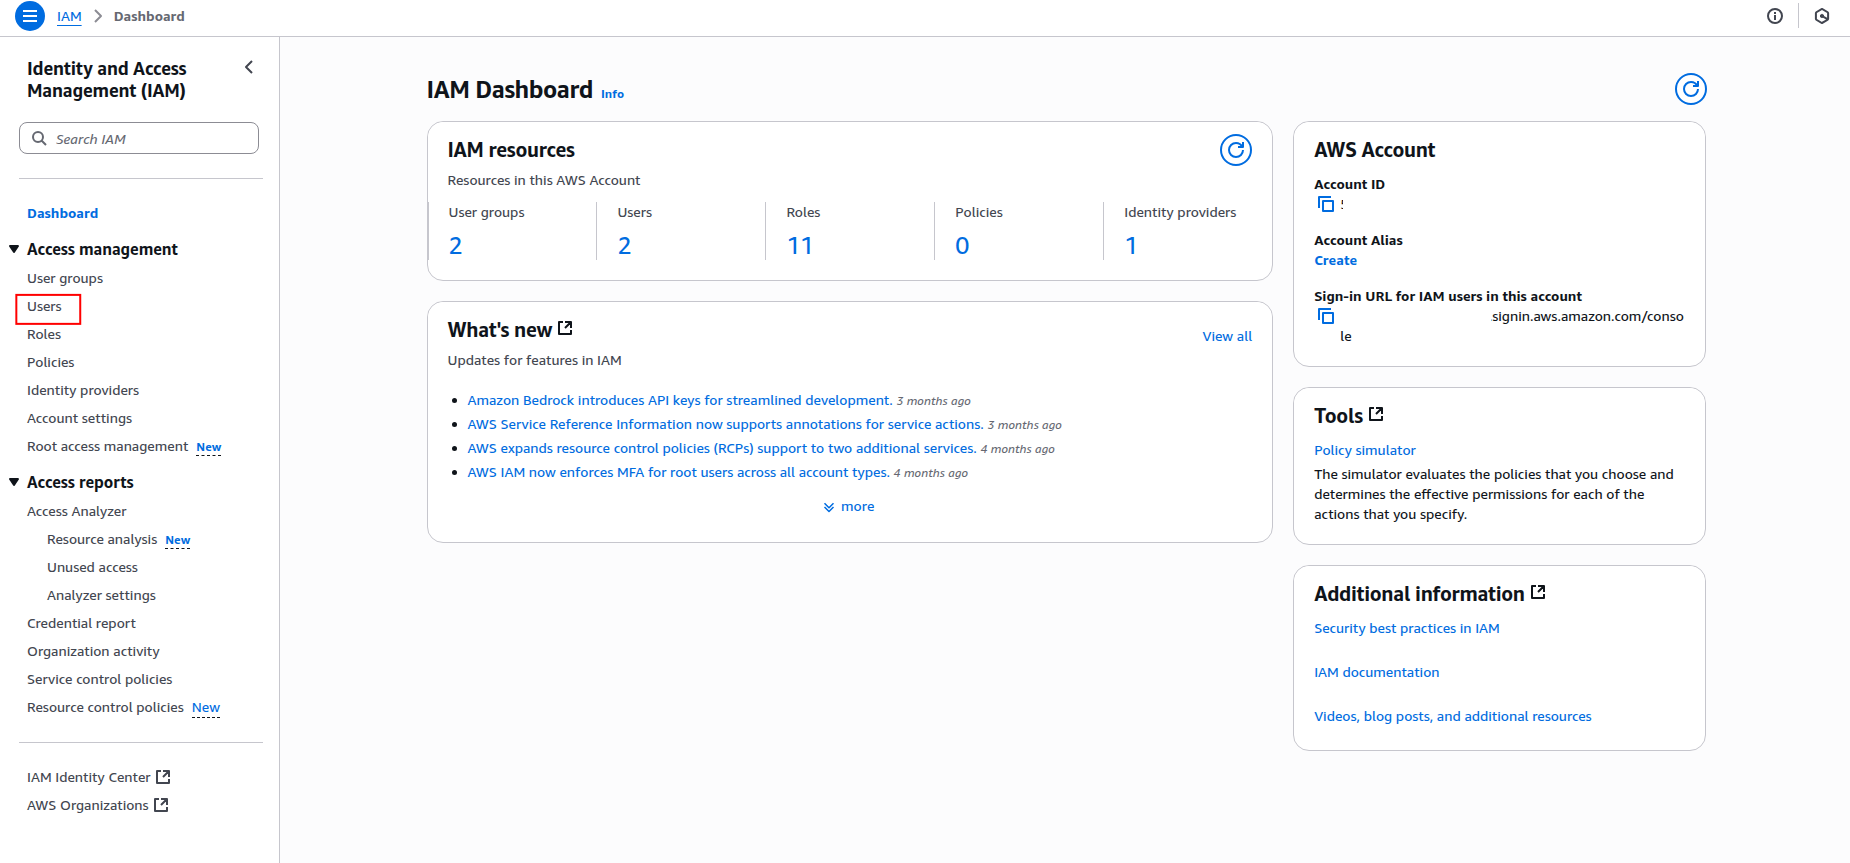 IAM > Dashboard
Identity and Access
Management (IAM)
Search IAM
Dashboard
Access management
User groups
Users
Roles
Policies
Identity providers
Account settings
Root access management New
Access reports
Access Analyzer
Resource analysis New
Unused access
Analyzer settings
Credential report
Organization activity
Service control policies
Resource control policies New
IAM Identity Center
AWS Organizations
IAM Dashboard Info
IAM resources
Resources in this AWS Account
User groups
2
Users
2
Roles
11
Policies
0
Identity providers
1
What's new
View all
Updates for features in IAM
Amazon Bedrock introduces API keys for streamlined development. 3 months ago
AWS Service Reference Information now supports annotations for service actions. 3 months ago
AWS expands resource control policies (RCPs) support to two additional services. 4 months ago
AWS IAM now enforces MFA for root users across all account types. 4 months ago
more
AWS Account
Account ID
Account Alias
Create
Sign-in URL for IAM users in this account
.signin.aws.amazon.com/conso
le
Tools
Policy simulator
The simulator evaluates the policies that you choose and
determines the effective permissions for each of the
actions that you specify.
Additional information
Security best practices in IAM
IAM documentation
Videos, blog posts, and additional resources